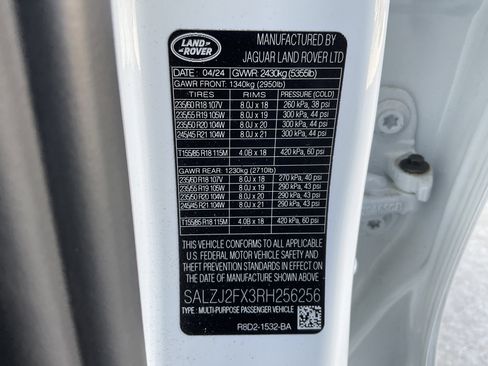 LAND ROVER
MANUFACTURED BY
JAGUAR LAND ROVER LTD
DATE : 04/24 GVWR 2430kg (5355lb)
GAWR FRONT: 1340kg (2950lb)
TIRES RIMS PRESSURE (COLD)
235/60 R18 107V 8.0J x 18 260 kPa, 38 psi
235/55 R19 105W 8.0J x 19 300 kPa, 44 psi
235/50 R20 104W 8.0J x 20 300 kPa, 44 psi
245/45 R21 104W 8.0J x 21 300 kPa, 44 psi
T155/85 R18 115M 4.0B x 18 420 kPa, 60 psi
GAWR REAR: 1230kg (2710lb)
235/60 R18 107V 8.0J x 18 270 kPa, 40 psi
235/55 R19 105W 8.0J x 19 290 kPa, 43 psi
235/50 R20 104W 8.0J x 20 290 kPa, 43 psi
245/45 R21 104W 8.0J x 21 290 kPa, 43 psi
T155/85 R18 115M 4.0B x 18 420 kPa, 60 psi
THIS VEHICLE CONFORMS TO ALL APPLICABLE
U.S FEDERAL MOTOR VEHICLE SAFETY AND
THEFT PREVENTION STANDARDS IN EFFECT ON
THE DATE OF MANUFACTURE SHOWN ABOVE
SALZJ2FX3RH256256
TYPE : MULTI-PURPOSE PASSENGER VEHICLE
R8D2-1532-BA